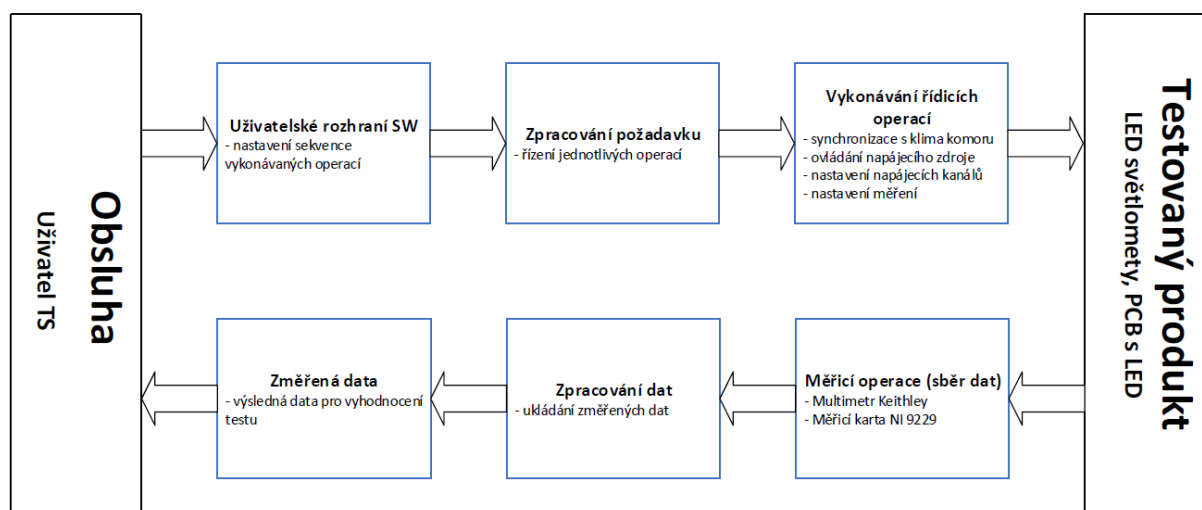 Obsluha
Uživatel TS
Uživatelské rozhraní SW
- nastavení sekvence
vykonávaných operací
Zpracování požadavku
- řízení jednotlivých operací
Vykonávání řídicích
operací
- synchronizace s klima komoru
- ovládání napájecího zdroje
- nastavení napájecích kanálů
- nastavení měření
Testovaný produkt
LED světlomety, PCB s LED
Změřená data
- výsledná data pro vyhodnocení
testu
Zpracování dat
- ukládání změřených dat
Měřicí operace (sběr dat)
- Multimetr Keithley
- Měřicí karta NI 9229